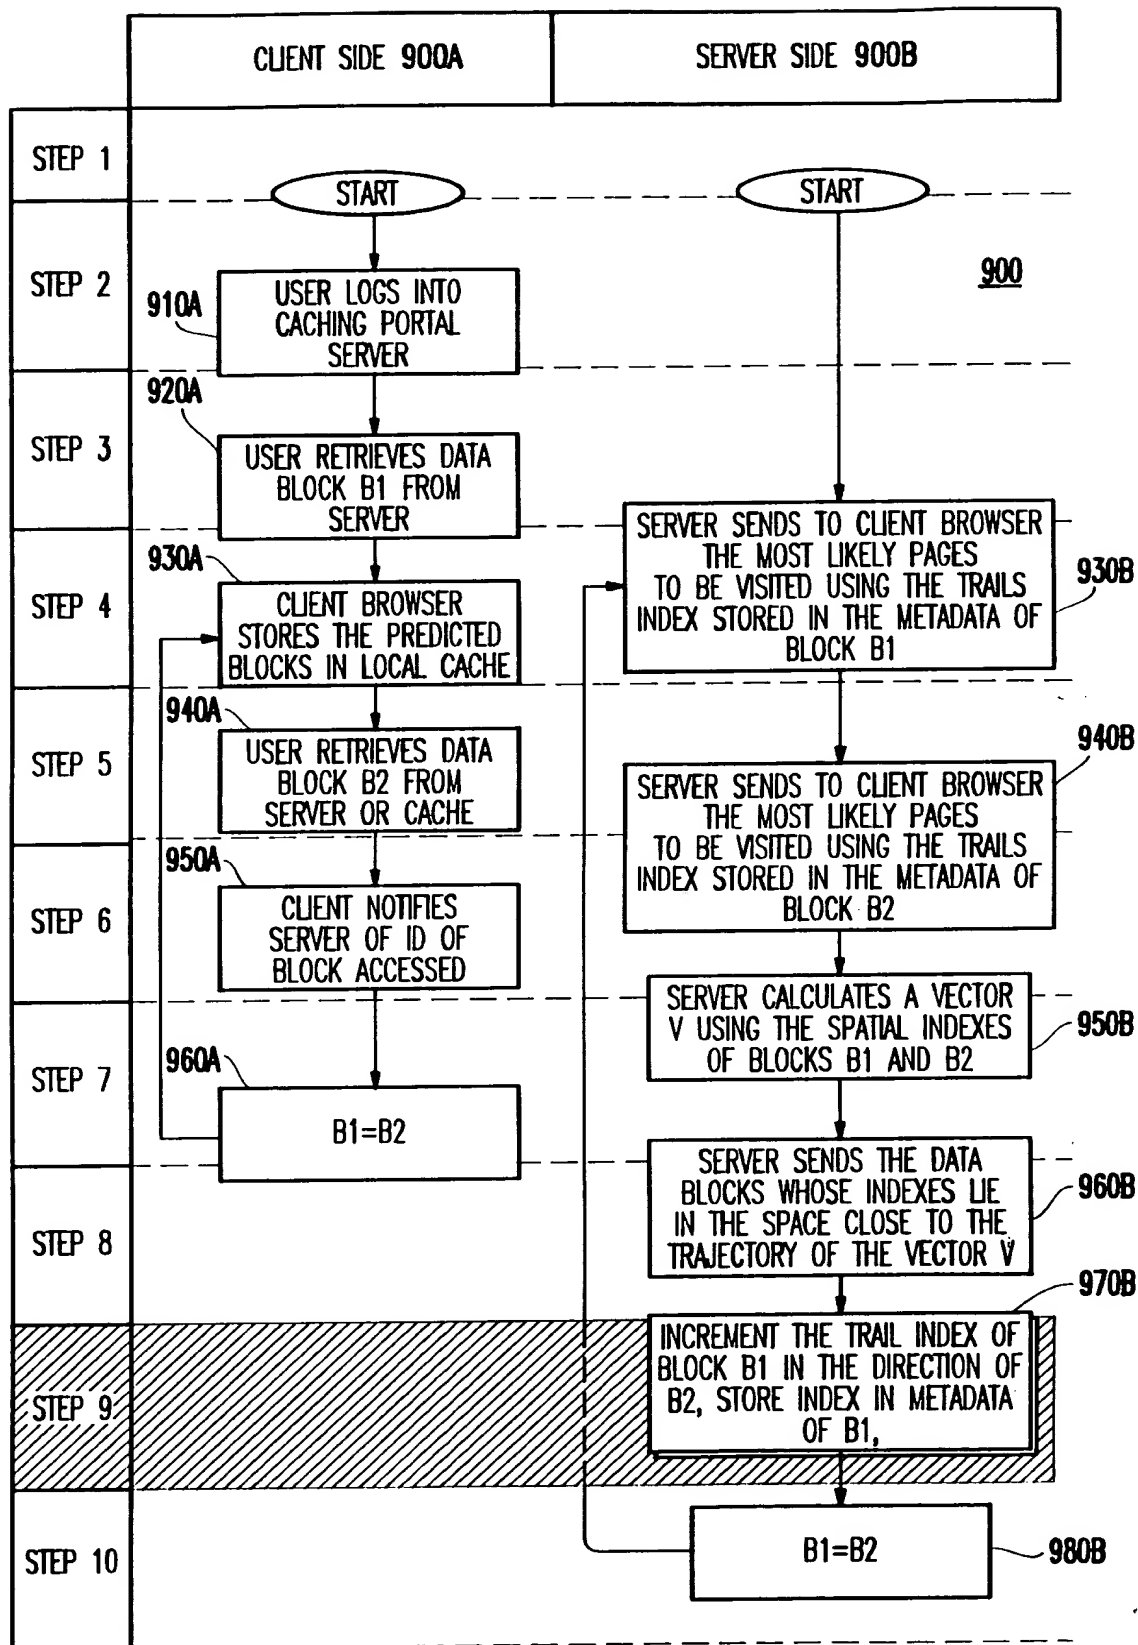 CLIENT SIDE 900A
SERVER SIDE 900B
STEP 1
START
START
STEP 2
900
910A
USER LOGS INTO
CACHING PORTAL
SERVER
920A
STEP 3
USER RETRIEVES DATA
BLOCK B1 FROM
SERVER
SERVER SENDS TO CLIENT BROWSER
THE MOST LIKELY PAGES
TO BE VISITED USING THE TRAILS
INDEX STORED IN THE METADATA OF
BLOCK B1
930B
930A
STEP 4
CLIENT BROWSER
STORES THE PREDICTED
BLOCKS IN LOCAL CACHE
940A
STEP 5
USER RETRIEVES DATA
BLOCK B2 FROM
SERVER OR CACHE
940B
SERVER SENDS TO CLIENT BROWSER
THE MOST LIKELY PAGES
TO BE VISITED USING THE TRAILS
INDEX STORED IN THE METADATA OF
BLOCK B2
950A
STEP 6
CLIENT NOTIFIES
SERVER OF ID OF
BLOCK ACCESSED
SERVER CALCULATES A VECTOR
V USING THE SPATIAL INDEXES
OF BLOCKS B1 AND B2
950B
960A
STEP 7
B1=B2
SERVER SENDS THE DATA
BLOCKS WHOSE INDEXES LIE
IN THE SPACE CLOSE TO THE
TRAJECTORY OF THE VECTOR V
960B
STEP 8
970B
INCREMENT THE TRAIL INDEX OF
BLOCK B1 IN THE DIRECTION OF
B2, STORE INDEX IN METADATA
OF B1,
STEP 9
STEP 10
B1=B2
980B